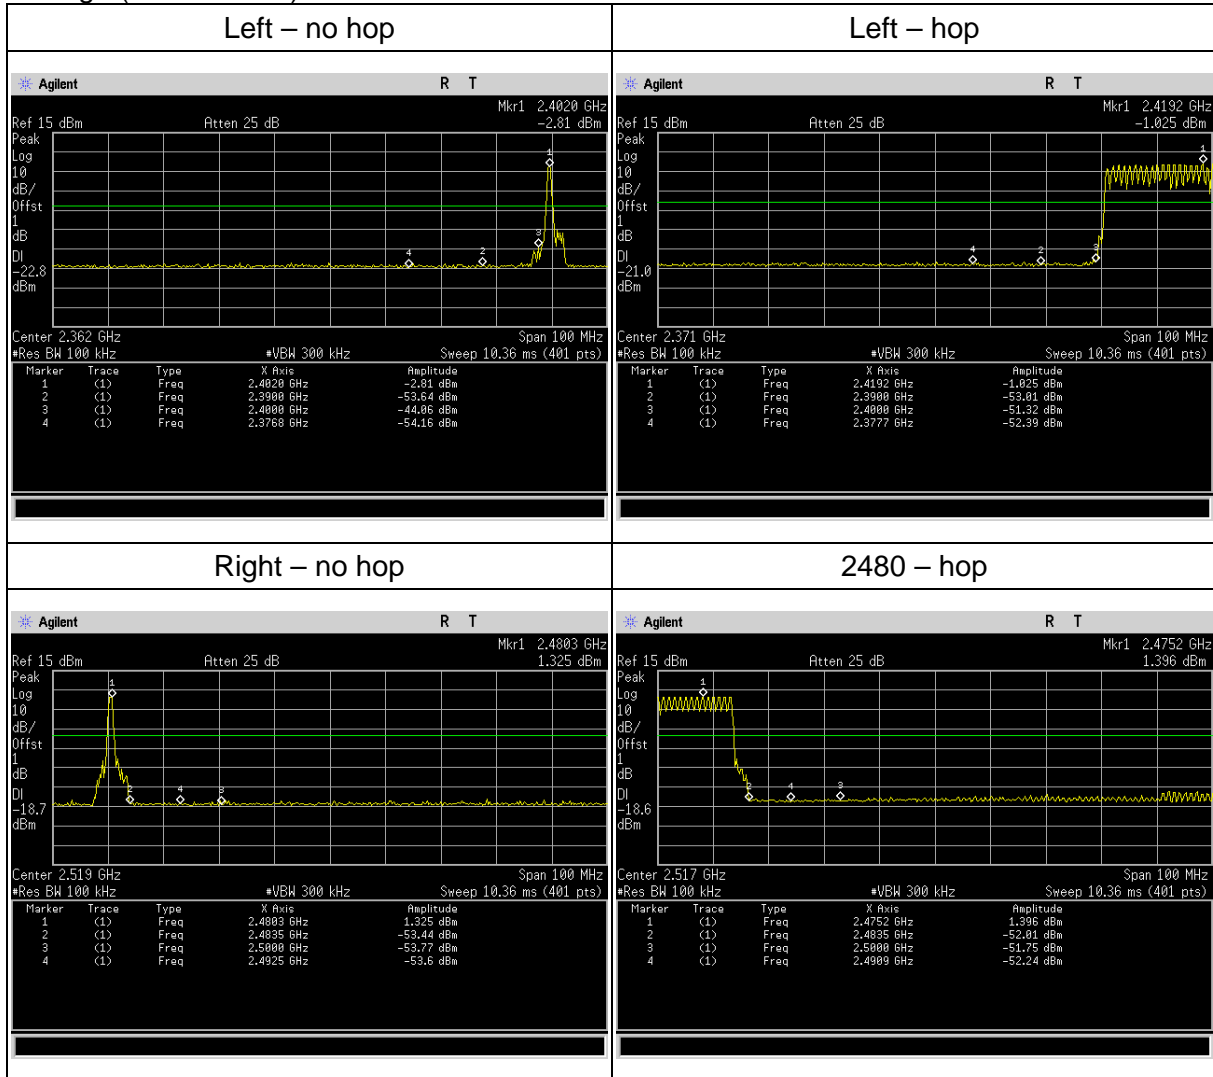 Left – no hop
Left – hop
Agilent R T
Mkr1 2.4020 GHz
Ref 15 dBm Atten 25 dB -2.81 dBm
Peak
Log
10
dB/
Offst
1
dB
DI
-22.8
dBm
1
3
2
4
Center 2.362 GHz Span 100 MHz
#Res BW 100 kHz #VBW 300 kHz Sweep 10.36 ms (401 pts)
Marker Trace Type X Axis Amplitude
1 (1) Freq 2.4020 GHz -2.81 dBm
2 (1) Freq 2.3900 GHz -53.64 dBm
3 (1) Freq 2.4000 GHz -44.06 dBm
4 (1) Freq 2.3768 GHz -54.16 dBm
Agilent R T
Mkr1 2.4192 GHz
Ref 15 dBm Atten 25 dB -1.025 dBm
Peak
Log
10
dB/
Offst
1
dB
DI
-21.0
dBm
1
4
2
3
Center 2.371 GHz Span 100 MHz
#Res BW 100 kHz #VBW 300 kHz Sweep 10.36 ms (401 pts)
Marker Trace Type X Axis Amplitude
1 (1) Freq 2.4192 GHz -1.025 dBm
2 (1) Freq 2.3900 GHz -53.01 dBm
3 (1) Freq 2.4000 GHz -51.32 dBm
4 (1) Freq 2.3777 GHz -52.39 dBm
Right – no hop
2480 – hop
Agilent R T
Mkr1 2.4803 GHz
Ref 15 dBm Atten 25 dB 1.325 dBm
Peak
Log
10
dB/
Offst
1
dB
DI
-18.7
dBm
1
2
4
3
Center 2.519 GHz Span 100 MHz
#Res BW 100 kHz #VBW 300 kHz Sweep 10.36 ms (401 pts)
Marker Trace Type X Axis Amplitude
1 (1) Freq 2.4803 GHz 1.325 dBm
2 (1) Freq 2.4835 GHz -53.44 dBm
3 (1) Freq 2.5000 GHz -53.77 dBm
4 (1) Freq 2.4925 GHz -53.6 dBm
Agilent R T
Mkr1 2.4752 GHz
Ref 15 dBm Atten 25 dB 1.396 dBm
Peak
Log
10
dB/
Offst
1
dB
DI
-18.6
dBm
1
2
4
3
Center 2.517 GHz Span 100 MHz
#Res BW 100 kHz #VBW 300 kHz Sweep 10.36 ms (401 pts)
Marker Trace Type X Axis Amplitude
1 (1) Freq 2.4752 GHz 1.396 dBm
2 (1) Freq 2.4835 GHz -52.01 dBm
3 (1) Freq 2.5000 GHz -51.75 dBm
4 (1) Freq 2.4909 GHz -52.24 dBm